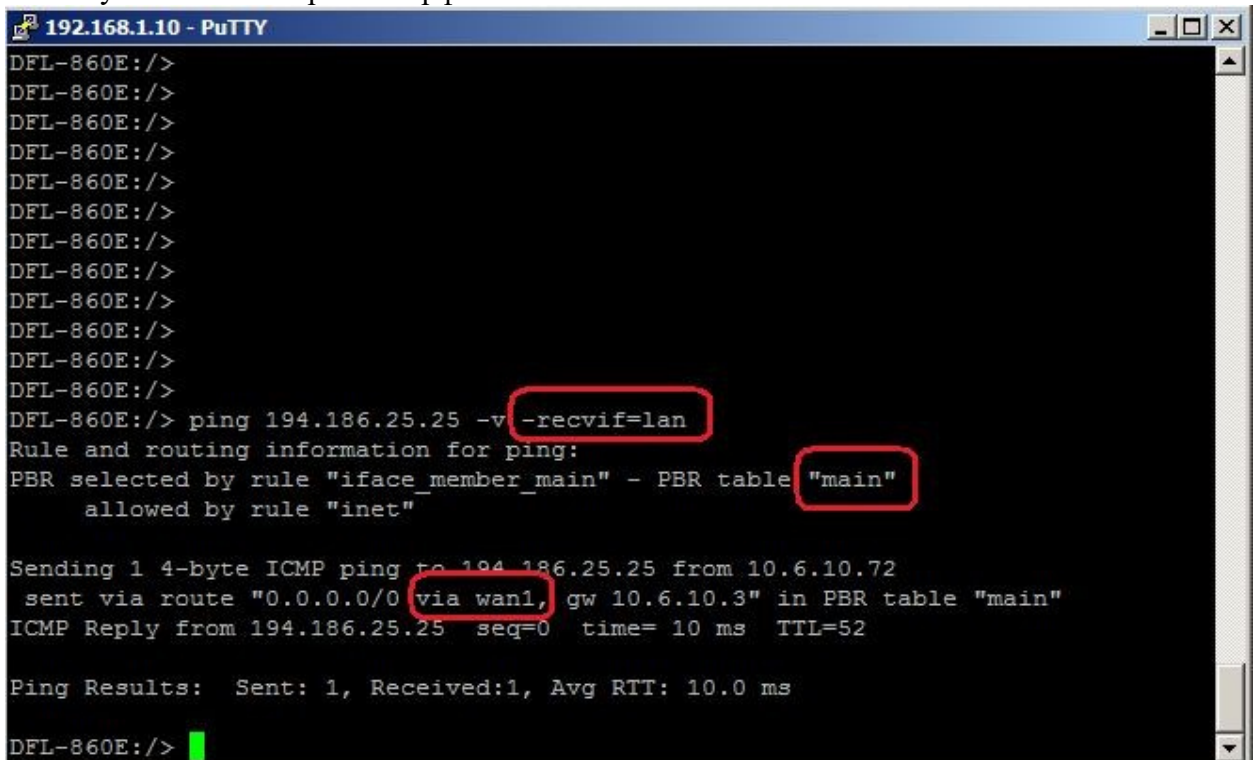 192.168.1.10 - PuTTY
DFL-860E:/>
DFL-860E:/>
DFL-860E:/>
DFL-860E:/>
DFL-860E:/>
DFL-860E:/>
DFL-860E:/>
DFL-860E:/>
DFL-860E:/>
DFL-860E:/>
DFL-860E:/>
DFL-860E:/>
DFL-860E:/> ping 194.186.25.25 -v -recvif=lan
Rule and routing information for ping:
PBR selected by rule "iface_member_main" - PBR table "main"
allowed by rule "inet"
Sending 1 4-byte ICMP ping to 194.186.25.25 from 10.6.10.72
sent via route "0.0.0.0/0 via wan1, gw 10.6.10.3" in PBR table "main"
ICMP Reply from 194.186.25.25 seq=0 time= 10 ms TTL=52
Ping Results: Sent: 1, Received:1, Avg RTT: 10.0 ms
DFL-860E:/>